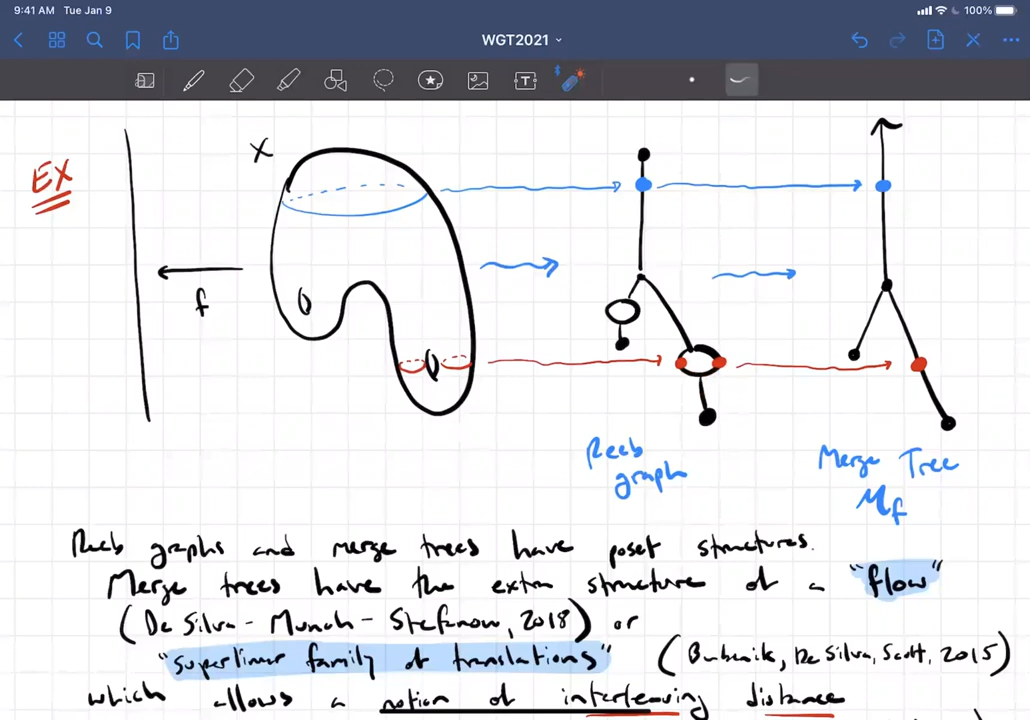 9:41 AM Tue Jan 9
100%
WGT2021
EX
X
f
Reeb graph
Merge Tree
M_f
Reeb graphs and merge trees have poset structures.
Merge trees have the extra structure of a "flow"
(De Silva - Munch - Stefanou, 2018) or
"superlinear family of translations" (Bubenik, De Silva, Scott, 2015)
which allows a notion of interleaving distance